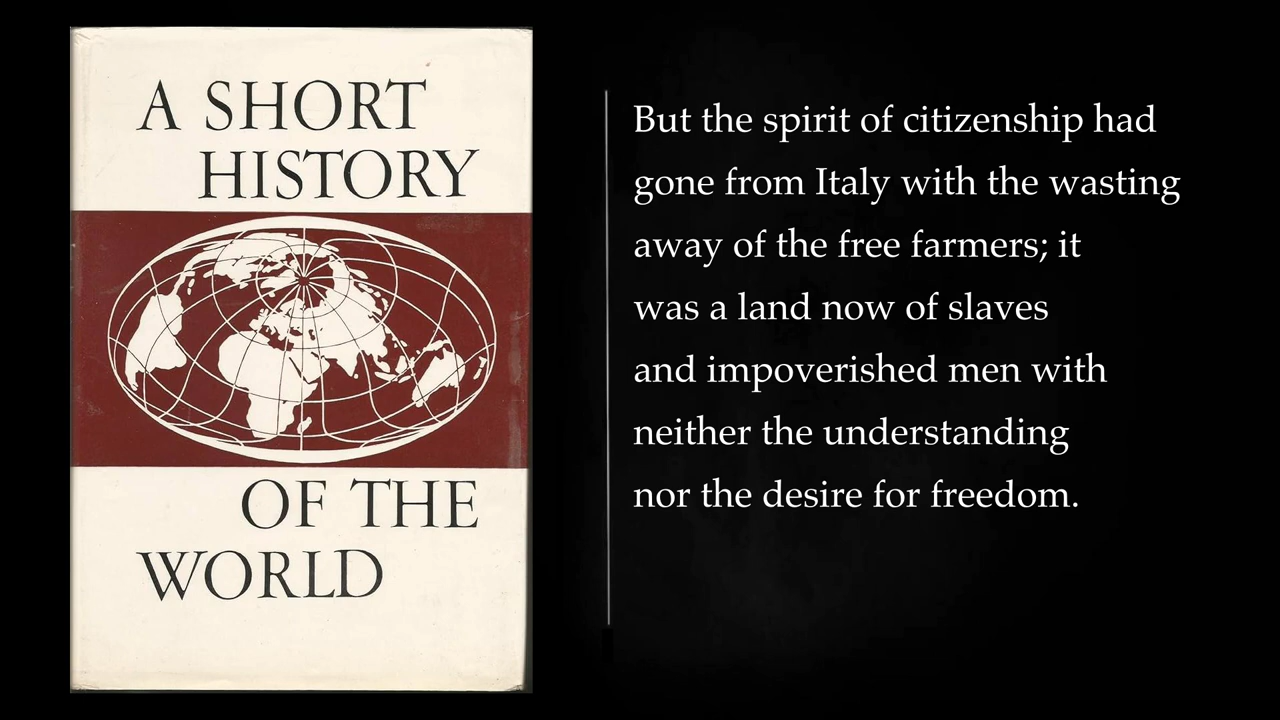 A SHORT
HISTORY
OF THE
WORLD
But the spirit of citizenship had
gone from Italy with the wasting
away of the free farmers; it
was a land now of slaves
and impoverished men with
neither the understanding
nor the desire for freedom.